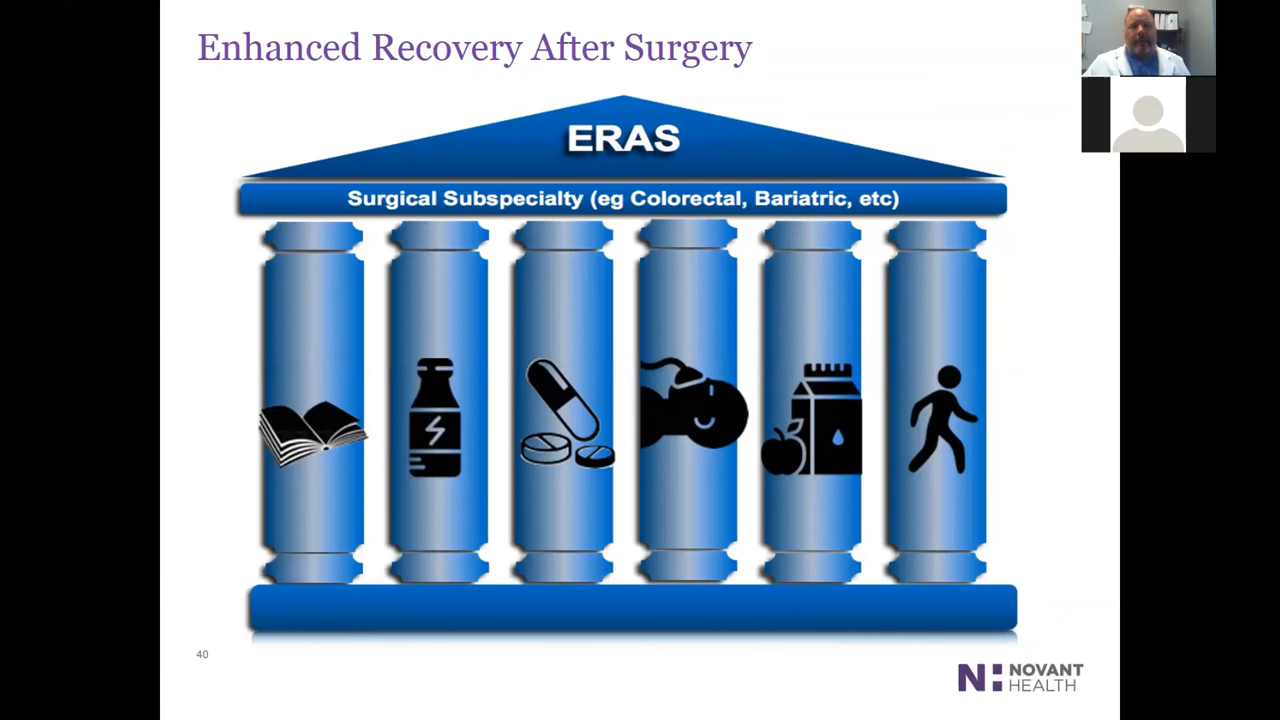 Enhanced Recovery After Surgery
ERAS
Surgical Subspecialty (eg Colorectal, Bariatric, etc)
40
NOVANT
HEALTH